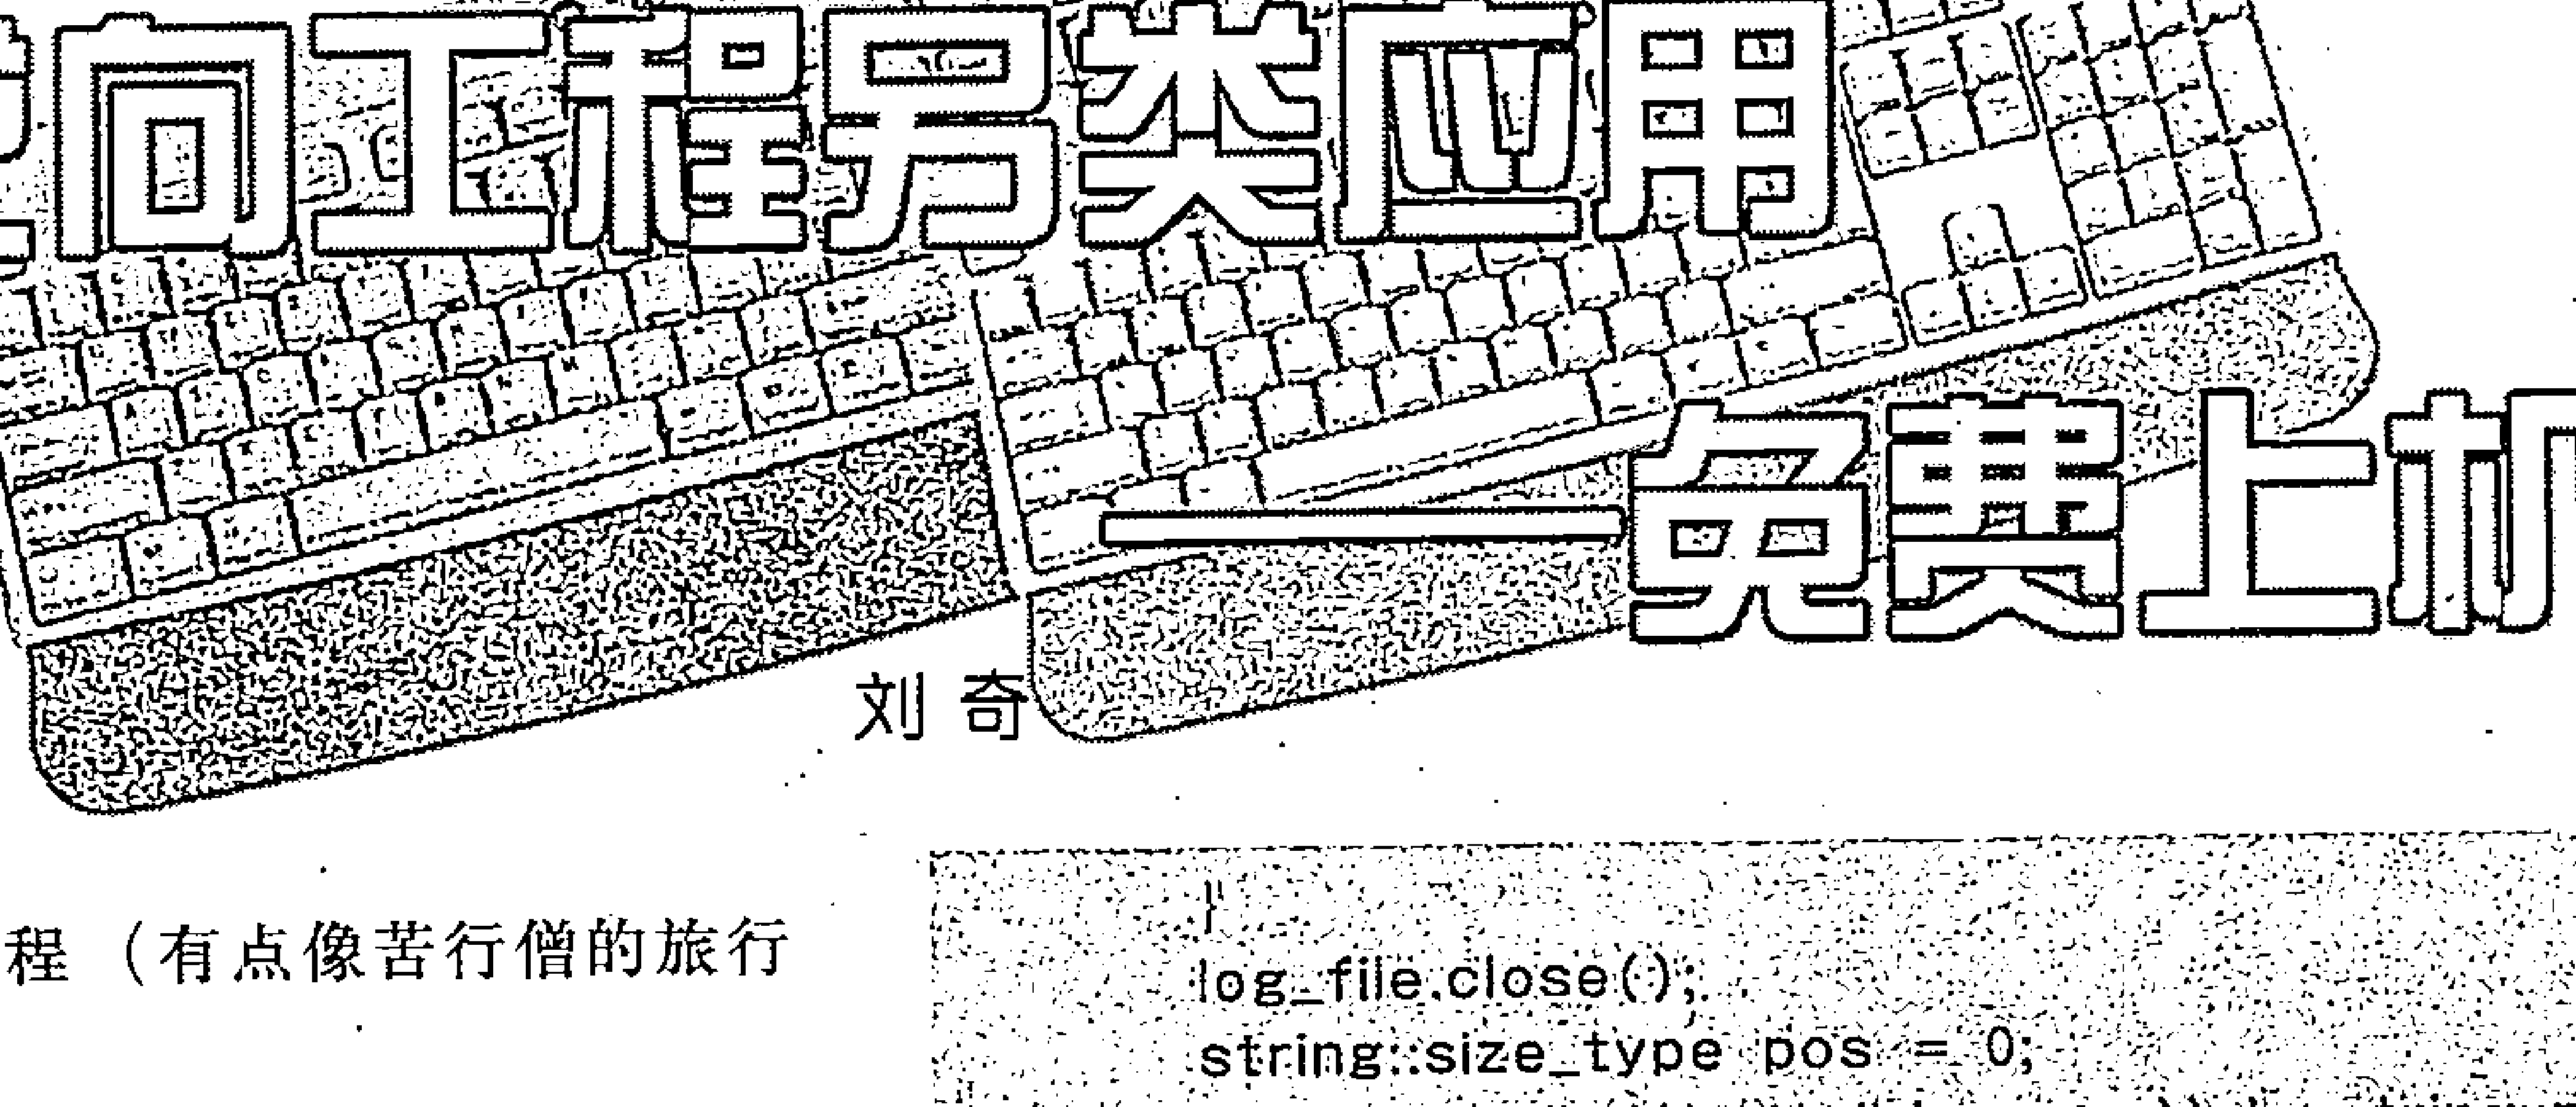 向工程另类应用
——免费上机
刘奇
程（有点像苦行僧的旅行
}
log_file.close();
string::size_type pos = 0;